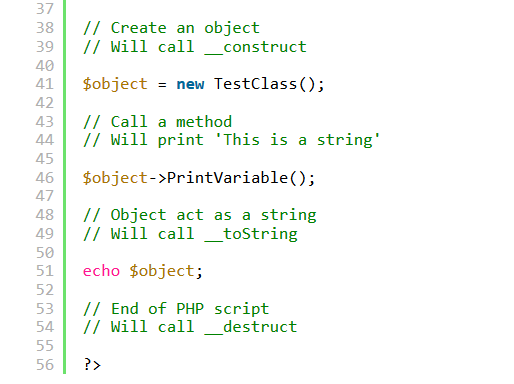 37
38 // Create an object
39 // Will call __construct
40
41 $object = new TestClass();
42
43 // Call a method
44 // Will print 'This is a string'
45
46 $object->PrintVariable();
47
48 // Object act as a string
49 // Will call __toString
50
51 echo $object;
52
53 // End of PHP script
54 // Will call __destruct
55
56 ?>